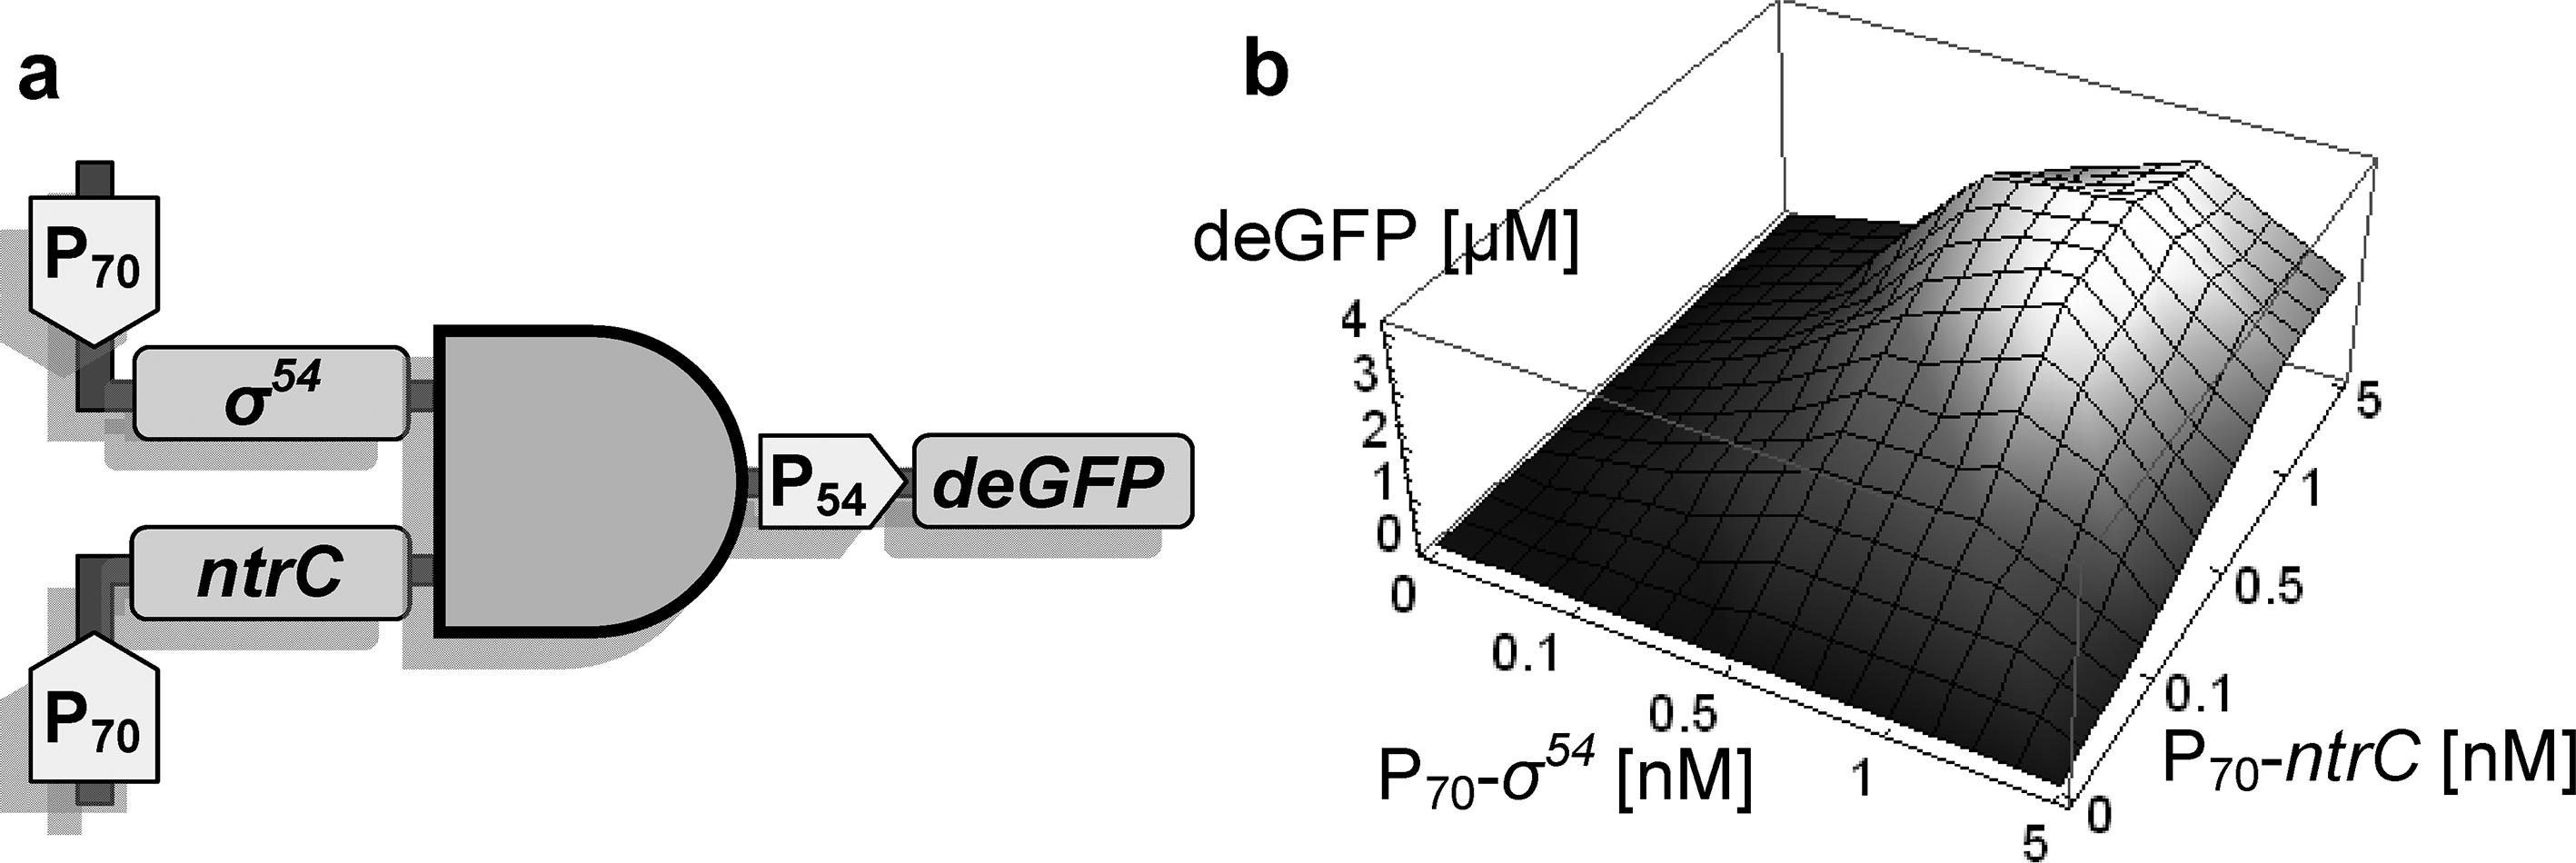 a
P70
σ54
ntrC
P70
P54
deGFP
b
deGFP [µM]
4
3
2
1
0
0
0.1
0.5
1
5
P70-σ54 [nM]
5
1
0.5
0.1
0
P70-ntrC [nM]